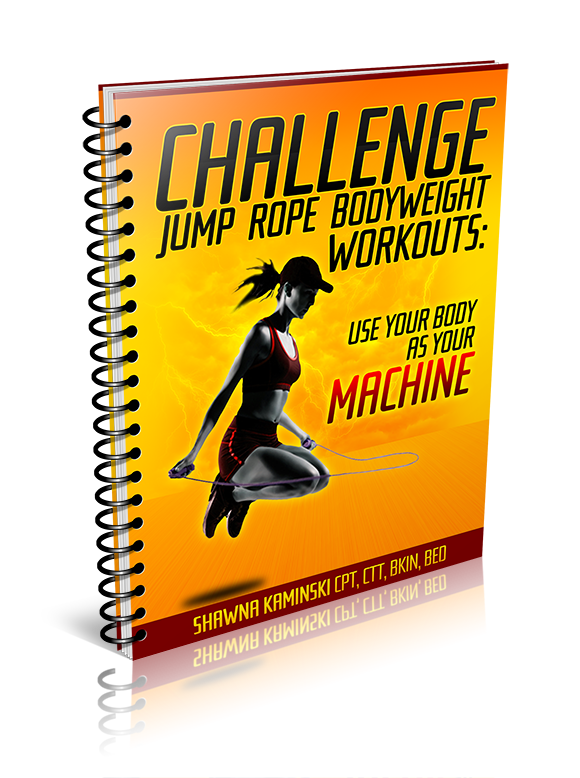 CHALLENGE
JUMP ROPE BODYWEIGHT
WORKOUTS:
USE YOUR BODY
AS YOUR
MACHINE
SHAWNA KAMINSKI CPT, CTT, BKIN, BED